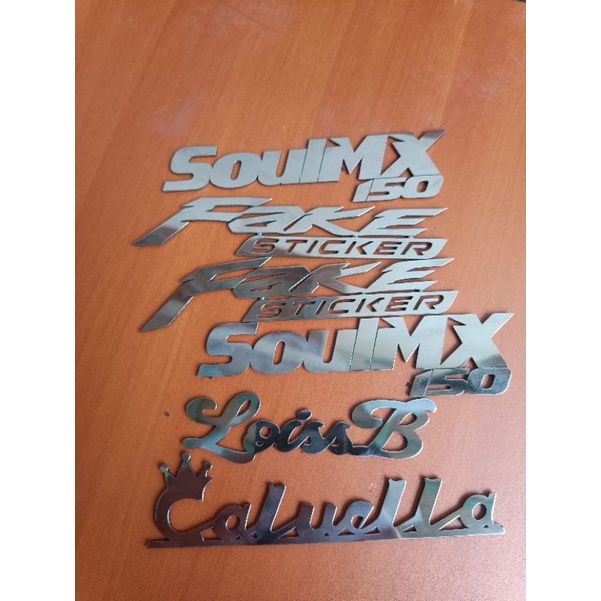 SoulMX
150
Fake
STICKER
Fake
STICKER
SoulMX
150
LoissB
Caluella